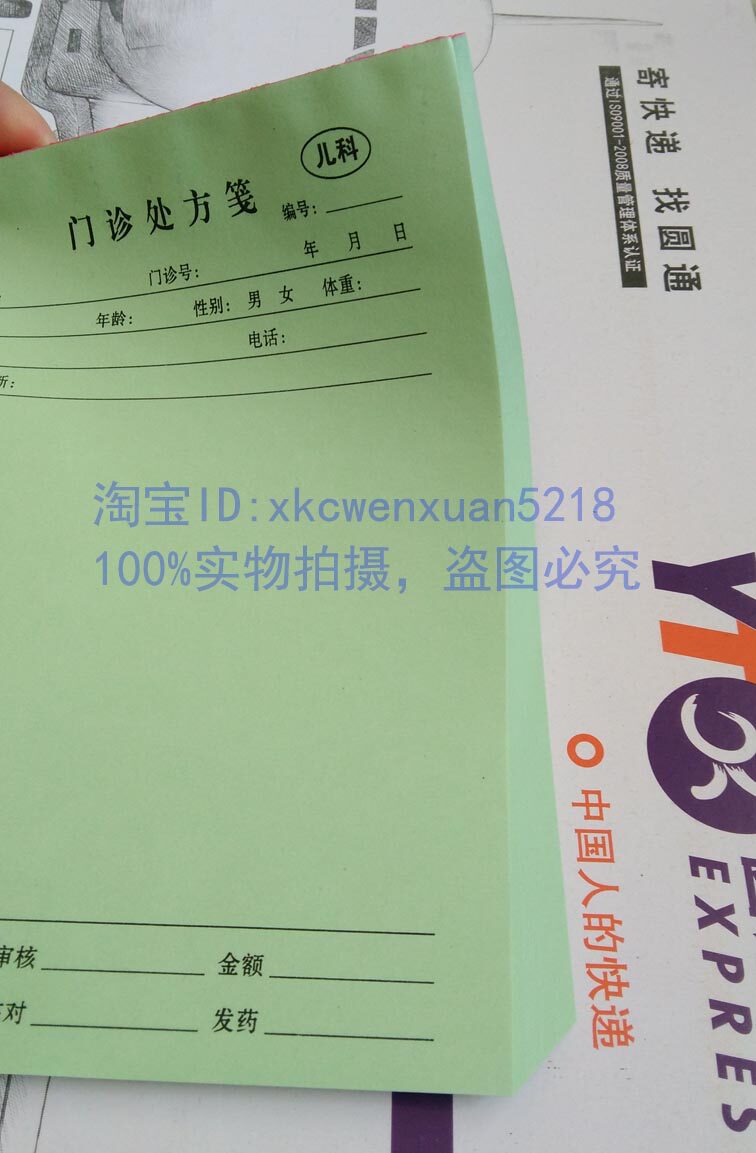 儿科
门诊处方笺
编号:
门诊号: 年 月 日
年龄: 性别: 男 女 体重:
电话:
所:
淘宝ID:xkcwenxuan5218
100%实物拍摄，盗图必究
审核 金额
对 发药
寄快递 找圆通
通过ISO9001-2008质量管理体系认证
YTO
中国人的快递
EXPRES